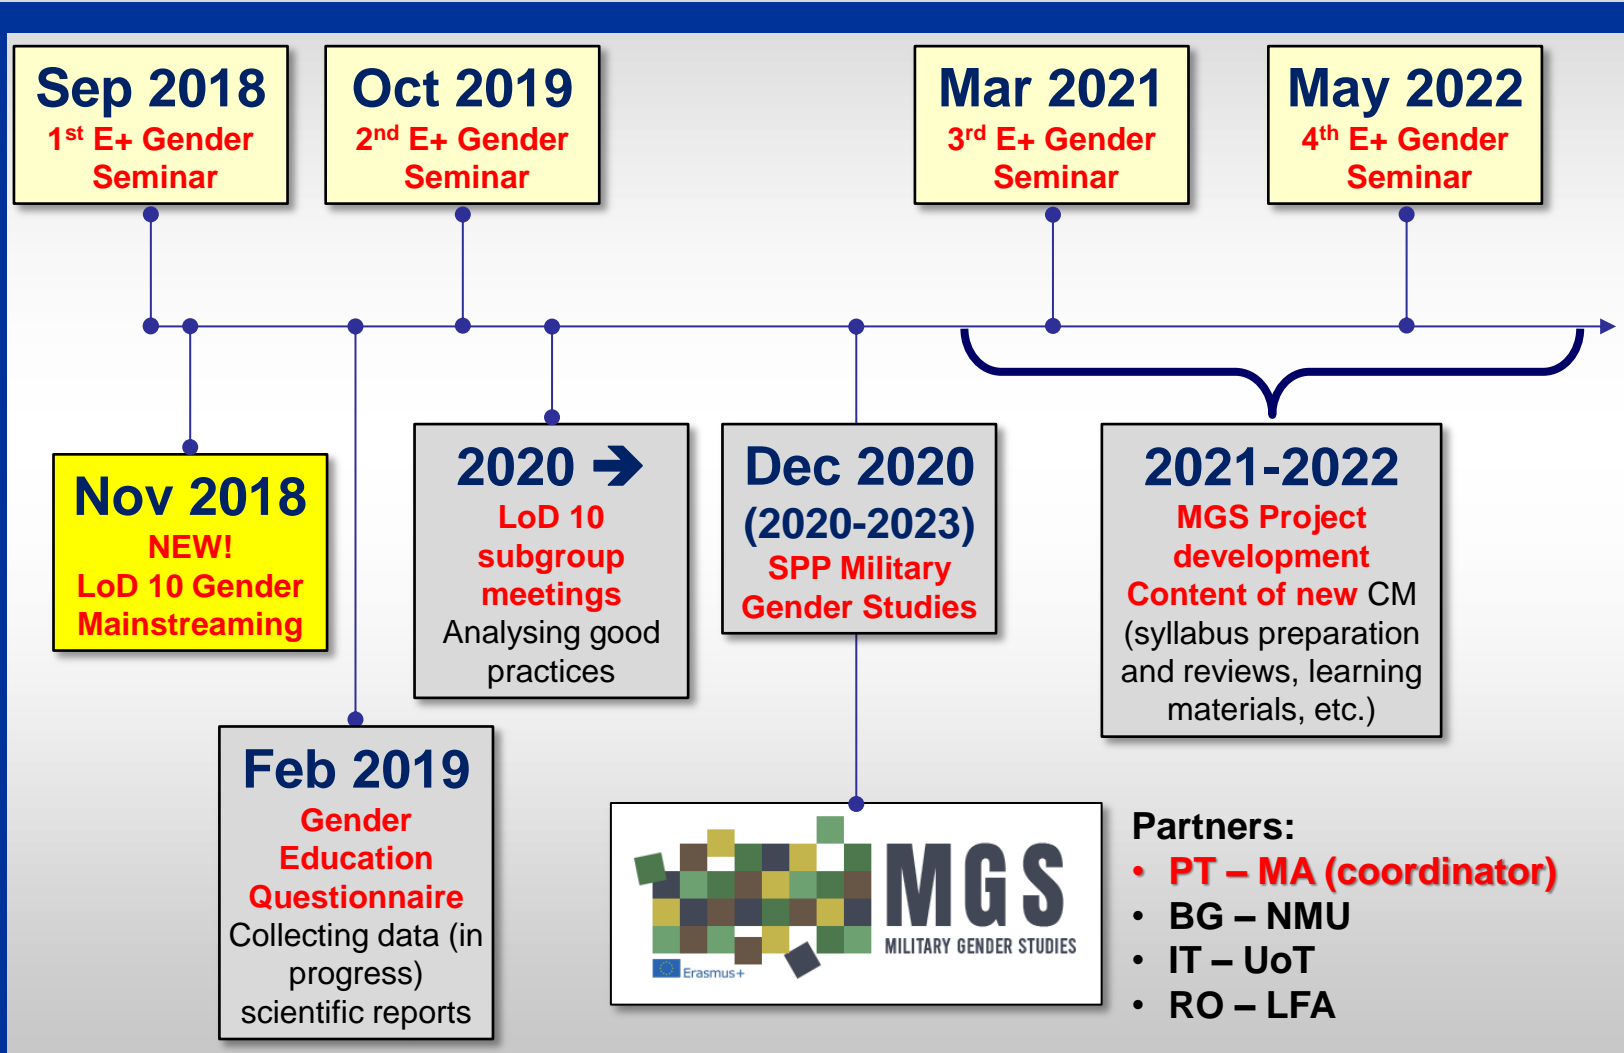 Sep 2018
1st E+ Gender
Seminar
Oct 2019
2nd E+ Gender
Seminar
Mar 2021
3rd E+ Gender
Seminar
May 2022
4th E+ Gender
Seminar
Nov 2018
NEW!
LoD 10 Gender
Mainstreaming
Feb 2019
Gender
Education
Questionnaire
Collecting data (in
progress)
scientific reports
2020 ➔
LoD 10
subgroup
meetings
Analysing good
practices
Dec 2020
(2020-2023)
SPP Military
Gender Studies
2021-2022
MGS Project
development
Content of new CM
(syllabus preparation
and reviews, learning
materials, etc.)
MGS
MILITARY GENDER STUDIES
Erasmus+
Partners:
• PT – MA (coordinator)
• BG – NMU
• IT – UoT
• RO – LFA